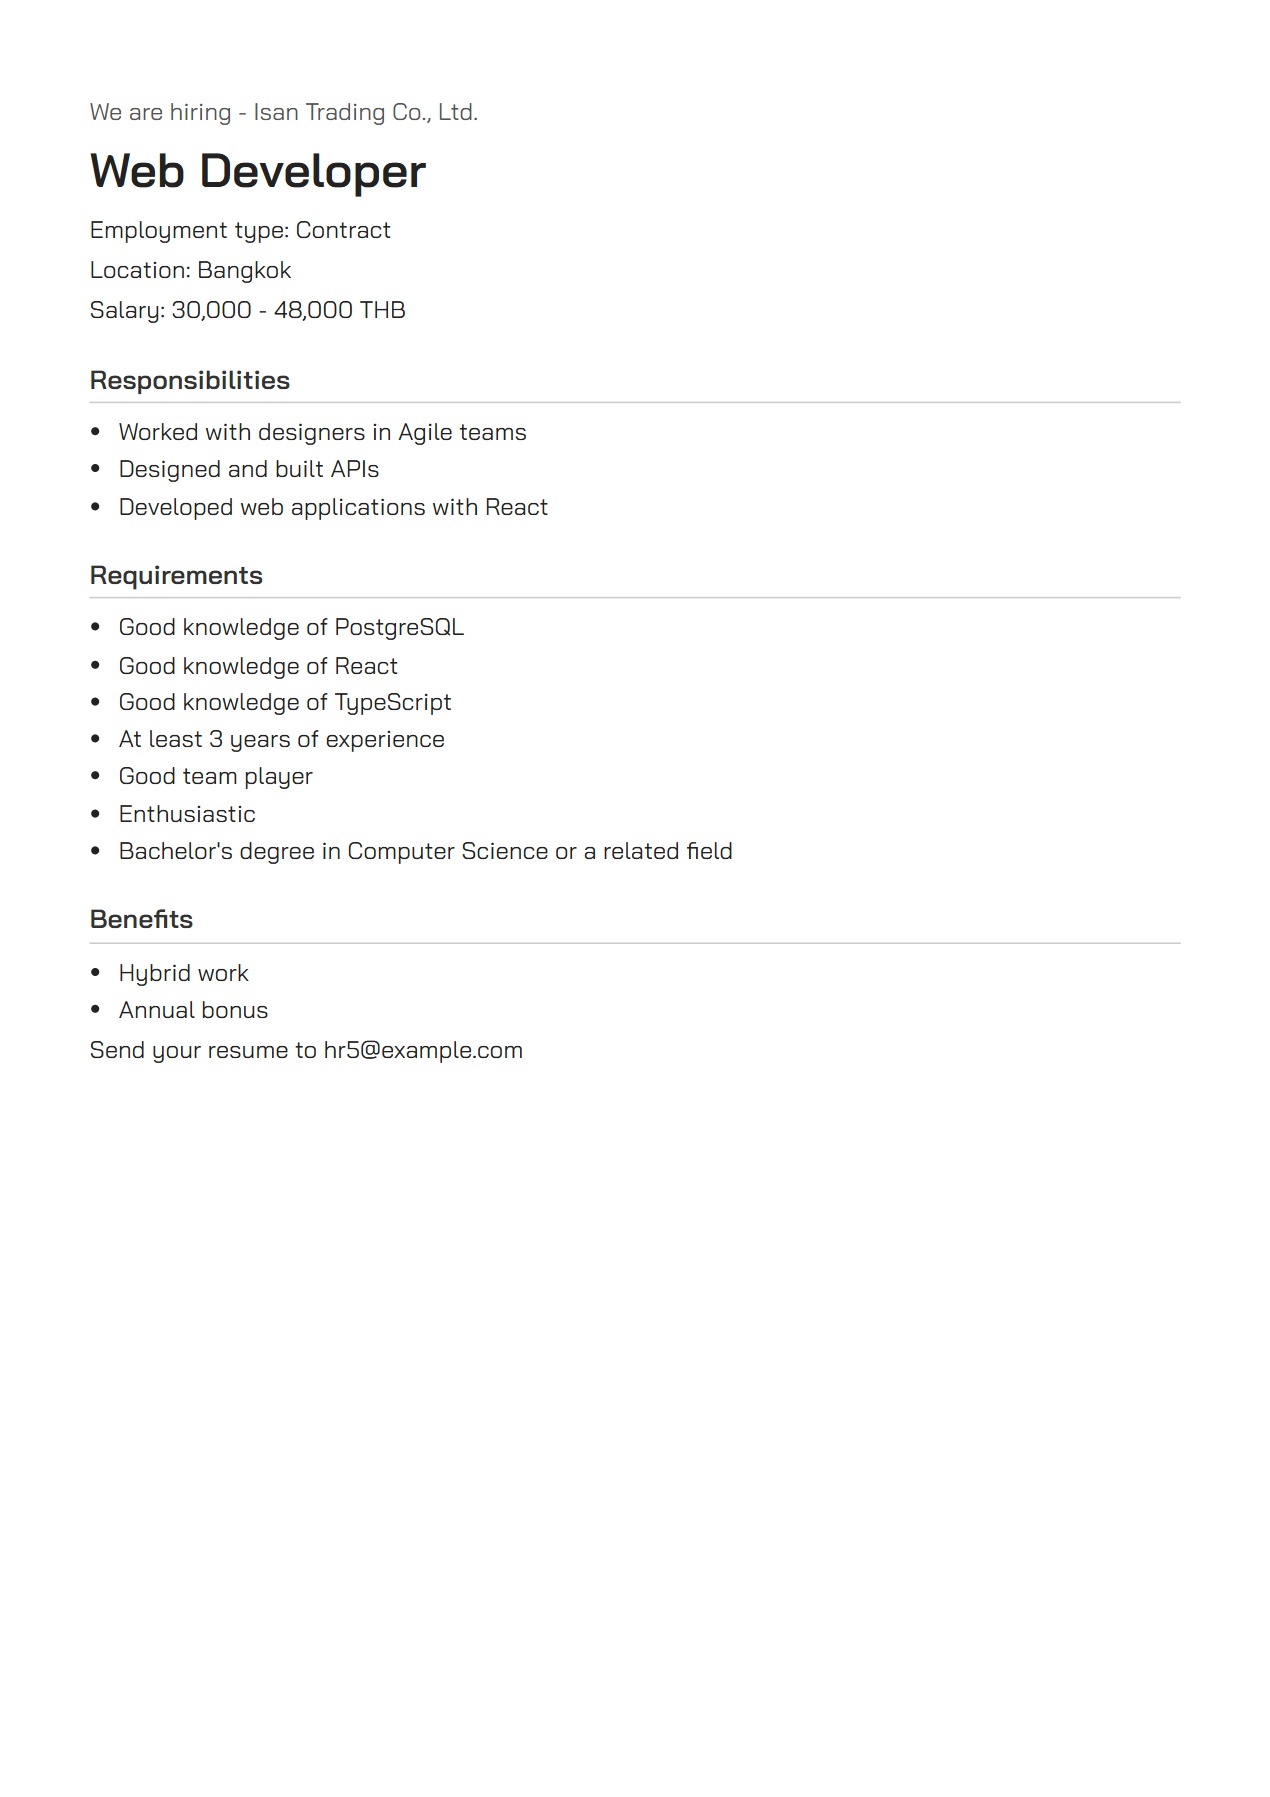 We are hiring - Isan Trading Co., Ltd.
Web Developer
Employment type: Contract
Location: Bangkok
Salary: 30,000 - 48,000 THB
Responsibilities
• Worked with designers in Agile teams
• Designed and built APIs
• Developed web applications with React
Requirements
• Good knowledge of PostgreSQL
• Good knowledge of React
• Good knowledge of TypeScript
• At least 3 years of experience
• Good team player
• Enthusiastic
• Bachelor's degree in Computer Science or a related field
Benefits
• Hybrid work
• Annual bonus
Send your resume to hr5@example.com